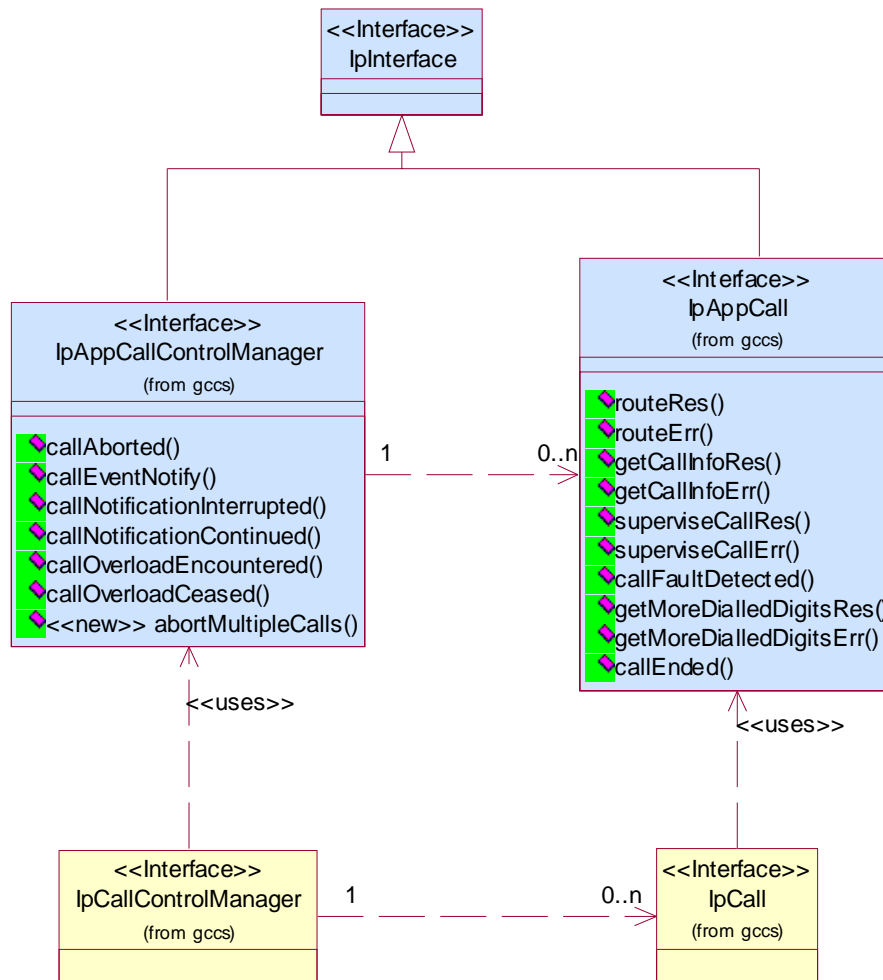 <<Interface>>
IpInterface
<<Interface>>
IpAppCallControlManager
(from gccs)
callAborted()
callEventNotify()
callNotificationInterrupted()
callNotificationContinued()
callOverloadEncountered()
callOverloadCeased()
<<new>> abortMultipleCalls()
1
0..n
<<Interface>>
IpAppCall
(from gccs)
routeRes()
routeErr()
getCallInfoRes()
getCallInfoErr()
superviseCallRes()
superviseCallErr()
callFaultDetected()
getMoreDialledDigitsRes()
getMoreDialledDigitsErr()
callEnded()
<<uses>>
<<uses>>
<<Interface>>
IpCallControlManager
(from gccs)
1
0..n
<<Interface>>
IpCall
(from gccs)